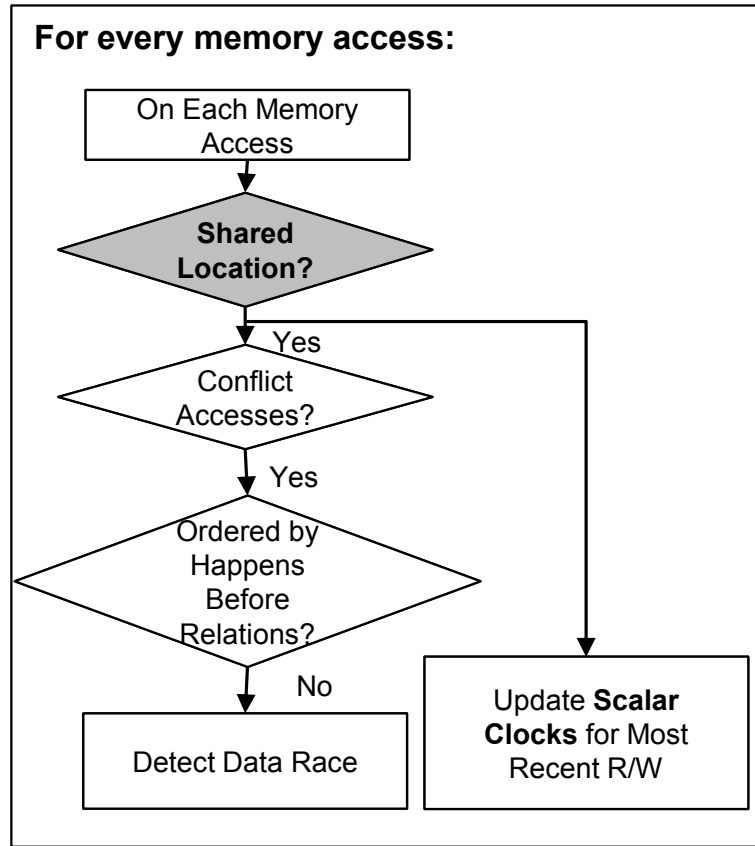 For every memory access:
On Each Memory
Access
Shared
Location?
Yes
Conflict
Accesses?
Yes
Ordered by
Happens
Before
Relations?
No
Detect Data Race
Update Scalar
Clocks for Most
Recent R/W